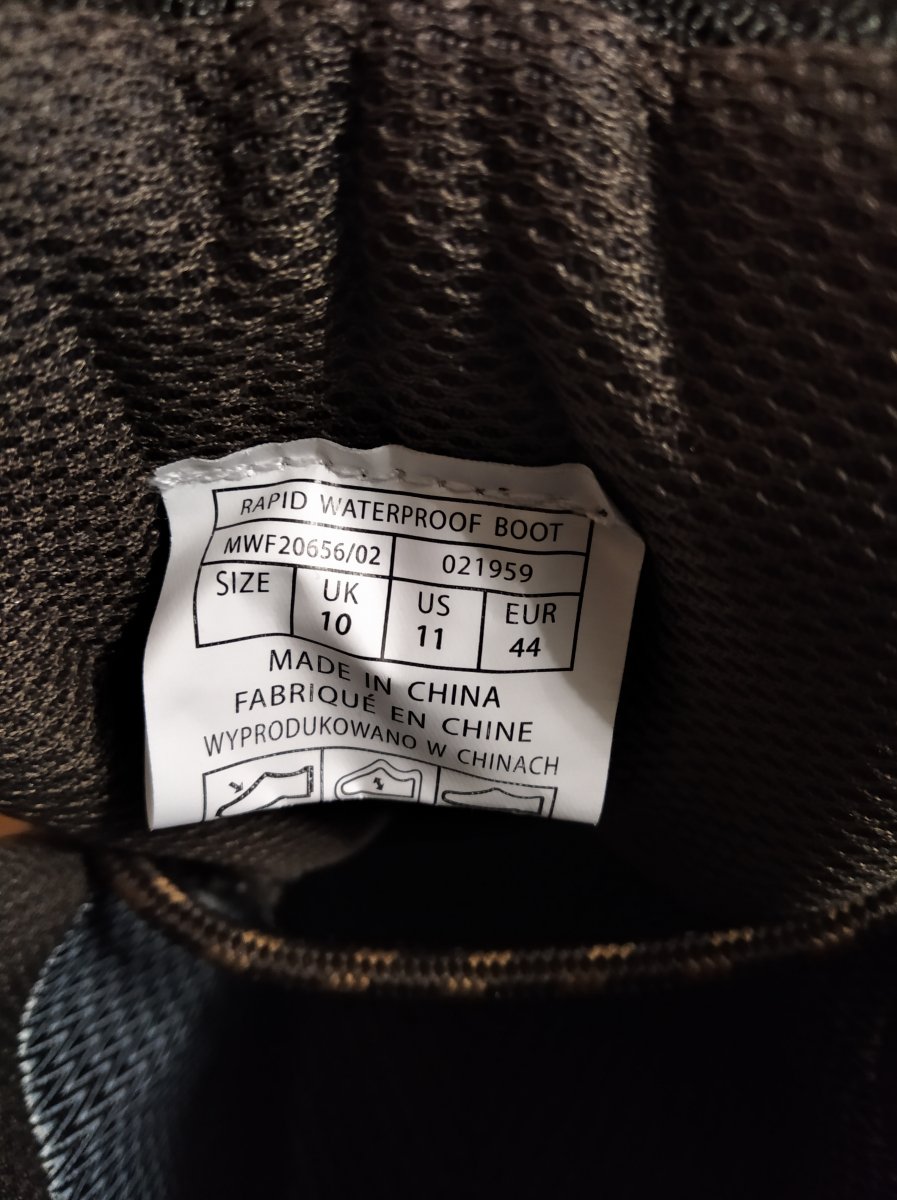 RAPID WATERPROOF BOOT
MWF20656/02 021959
SIZE UK US EUR
10 11 44
MADE IN CHINA
FABRIQUÉ EN CHINE
WYPRODUKOWANO W CHINACH